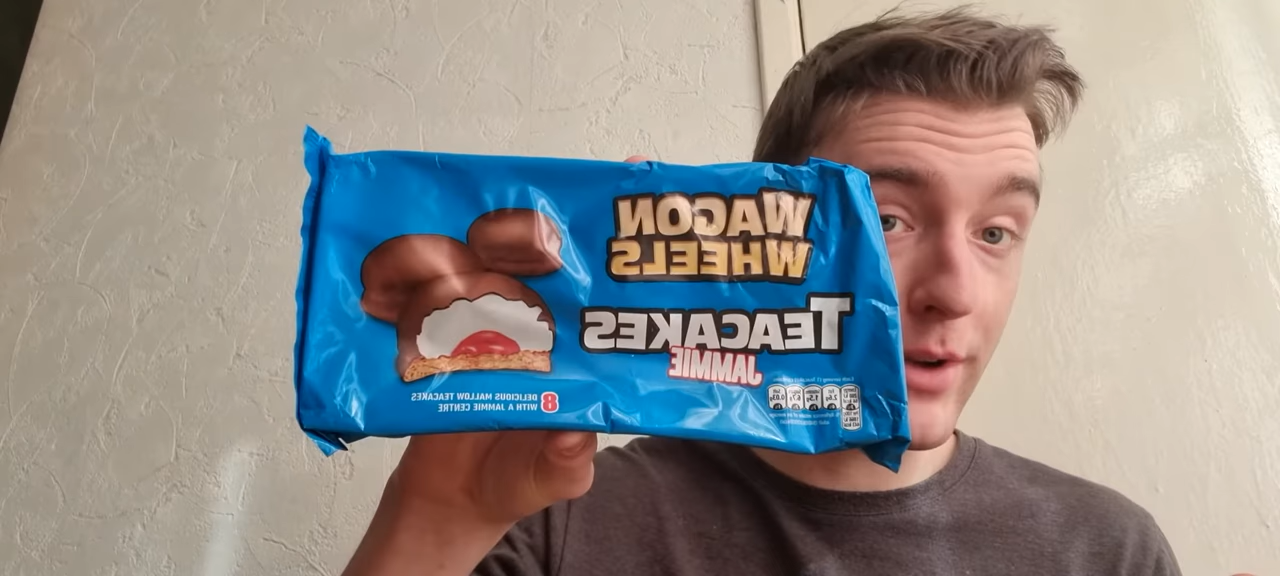 WAGON
WHEELS
TEACAKES
JAMMIE
8 DELICIOUS MALLOW TEACAKES
WITH A JAMMIE CENTRE